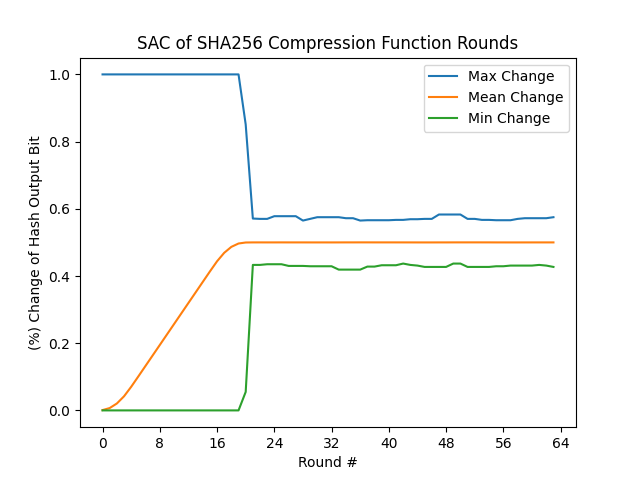 SAC of SHA256 Compression Function Rounds
Max Change
Mean Change
Min Change
(%) Change of Hash Output Bit
1.0
0.8
0.6
0.4
0.2
0.0
0 8 16 24 32 40 48 56 64
Round #